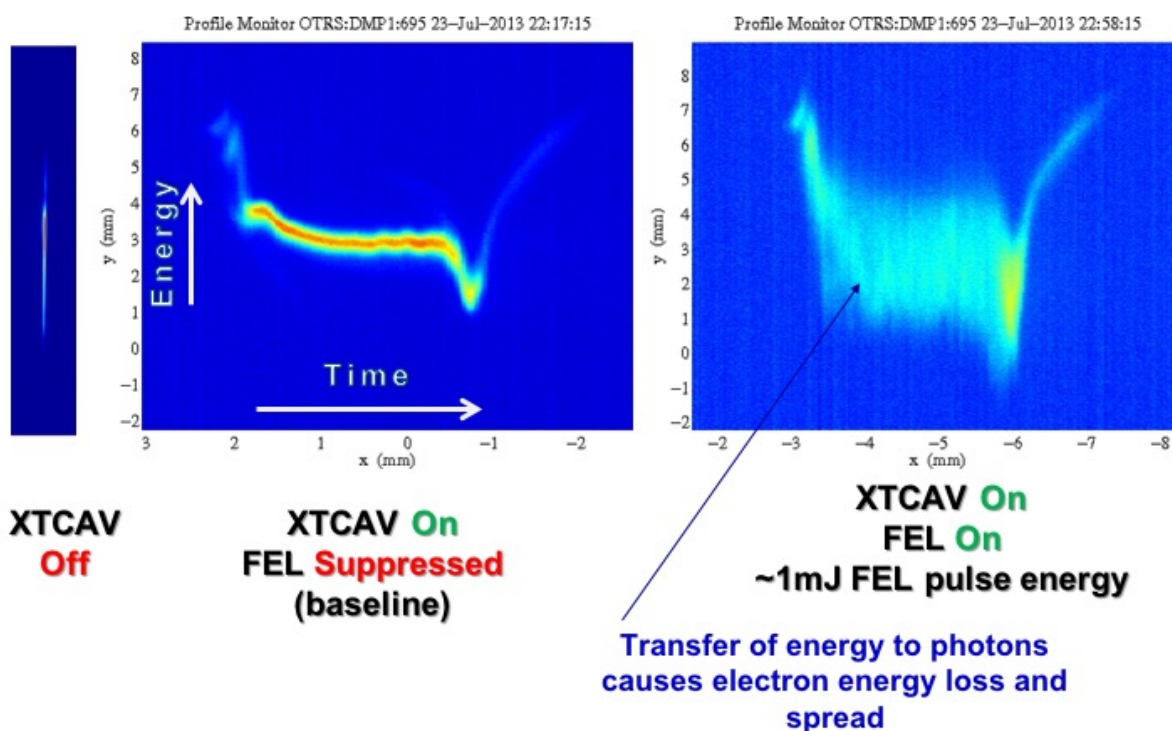 Profile Monitor OTRS:DMP1:695 23–Jul–2013 22:17:15
Profile Monitor OTRS:DMP1:695 23–Jul–2013 22:58:15
8
7
6
5
4
3
2
1
0
−1
−2
y (mm)
Energy
Time
3
2
1
0
−1
−2
x (mm)
8
7
6
5
4
3
2
1
0
−1
−2
y (mm)
−2
−3
−4
−5
−6
−7
−8
x (mm)
XTCAV
Off
XTCAV On
FEL Suppressed
(baseline)
XTCAV On
FEL On
~1mJ FEL pulse energy
Transfer of energy to photons
causes electron energy loss and
spread